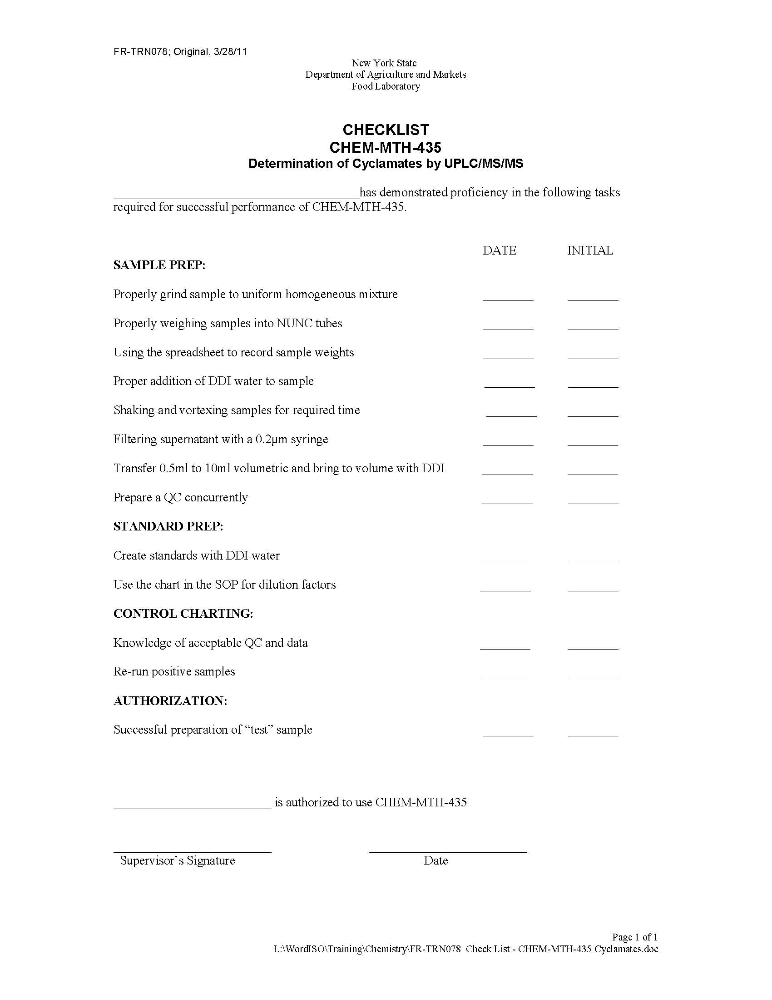 FR-TRN078; Original, 3/28/11
New York State
Department of Agriculture and Markets
Food Laboratory
CHECKLIST
CHEM-MTH-435
Determination of Cyclamates by UPLC/MS/MS
has demonstrated proficiency in the following tasks
required for successful performance of CHEM-MTH-435.
DATE INITIAL
SAMPLE PREP:
Properly grind sample to uniform homogeneous mixture
Properly weighing samples into NUNC tubes
Using the spreadsheet to record sample weights
Proper addition of DDI water to sample
Shaking and vortexing samples for required time
Filtering supernatant with a 0.2µm syringe
Transfer 0.5ml to 10ml volumetric and bring to volume with DDI
Prepare a QC concurrently
STANDARD PREP:
Create standards with DDI water
Use the chart in the SOP for dilution factors
CONTROL CHARTING:
Knowledge of acceptable QC and data
Re-run positive samples
AUTHORIZATION:
Successful preparation of “test” sample
is authorized to use CHEM-MTH-435
Supervisor’s Signature Date
Page 1 of 1
L:\WordISO\Training\Chemistry\FR-TRN078 Check List - CHEM-MTH-435 Cyclamates.doc